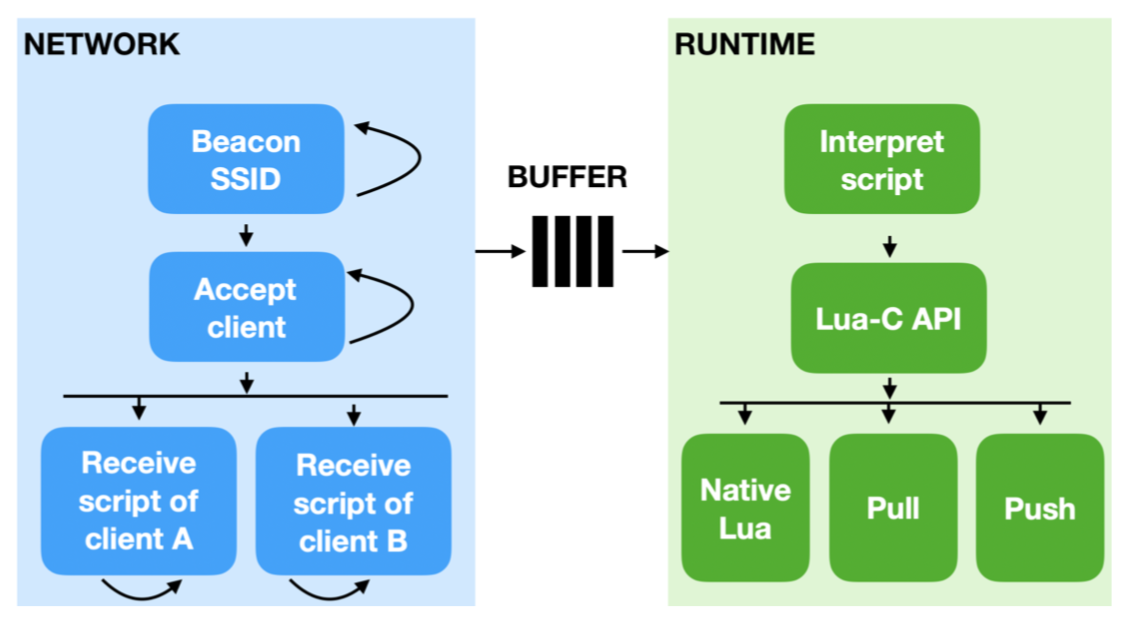 NETWORK
Beacon
SSID
Accept
client
Receive
script of
client A
Receive
script of
client B
BUFFER
RUNTIME
Interpret
script
Lua-C API
Native
Lua
Pull
Push